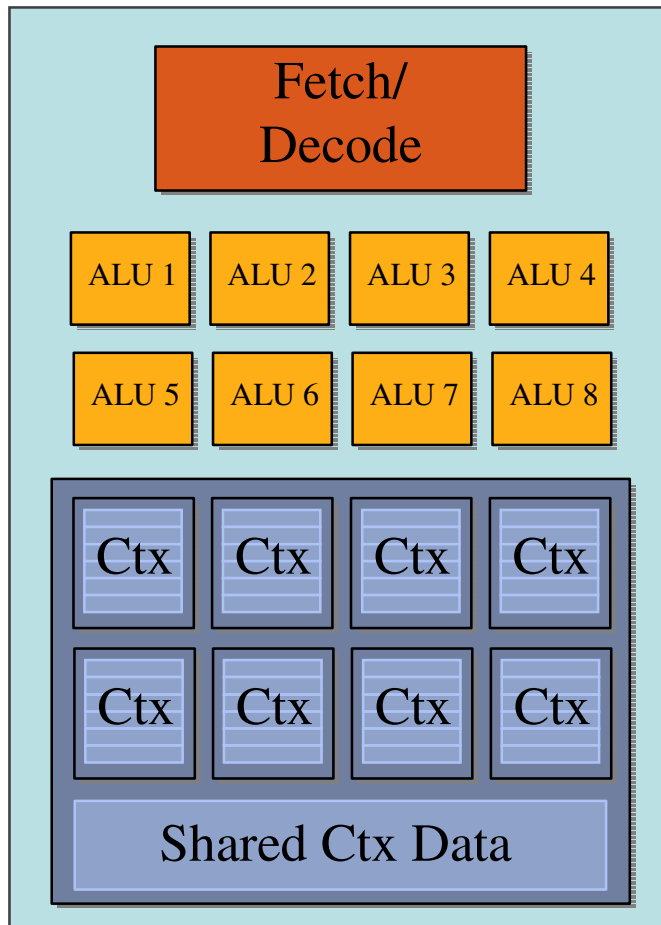 Fetch/
Decode
ALU 1 ALU 2 ALU 3 ALU 4
ALU 5 ALU 6 ALU 7 ALU 8
Ctx Ctx Ctx Ctx
Ctx Ctx Ctx Ctx
Shared Ctx Data